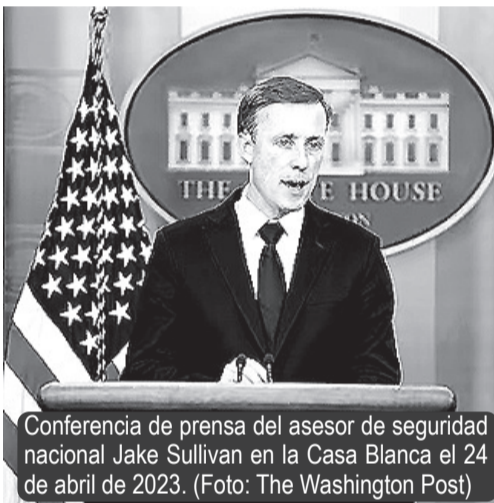 THE E HOUSE
ON
Conferencia de prensa del asesor de seguridad
nacional Jake Sullivan en la Casa Blanca el 24
de abril de 2023. (Foto: The Washington Post)